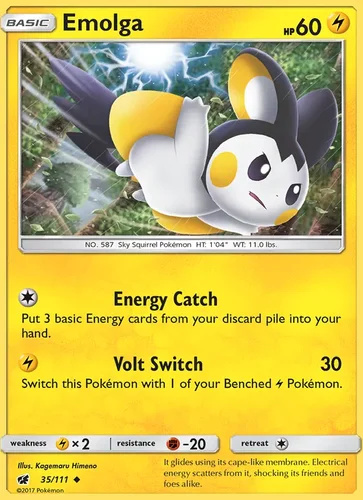 BASIC Emolga HP 60
NO. 587 Sky Squirrel Pokémon HT: 1'04" WT: 11.0 lbs.
Energy Catch
Put 3 basic Energy cards from your discard pile into your
hand.
Volt Switch 30
Switch this Pokémon with 1 of your Benched Pokémon.
weakness ×2 resistance -20 retreat
Illus. Kagemaru Himeno
35/111
©2017 Pokémon
It glides using its cape-like membrane. Electrical
energy scatters from it, shocking its friends and
foes alike.